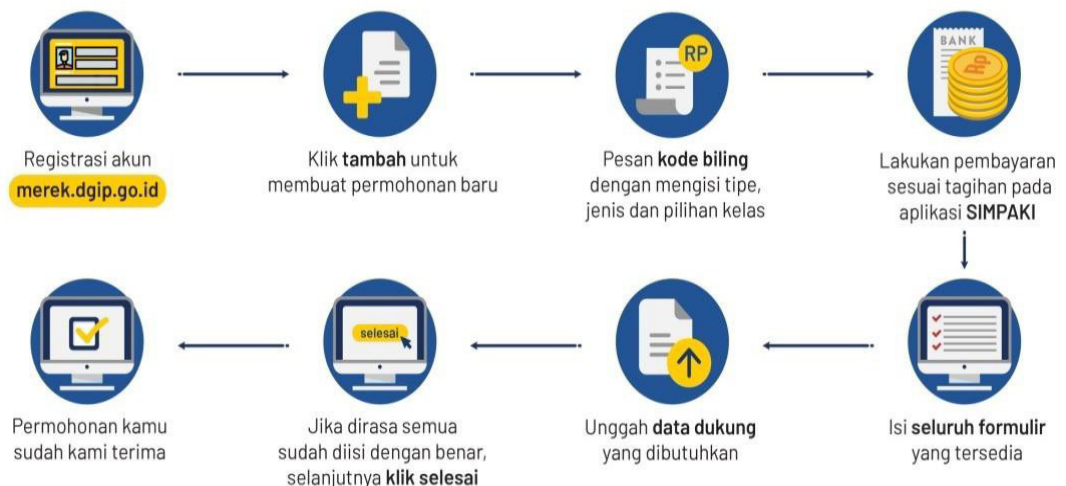 Registrasi akun
merek.dgip.go.id
Klik tambah untuk
membuat permohonan baru
RP
Pesan kode biling
dengan mengisi tipe,
jenis dan pilihan kelas
BANK
Rp
Lakukan pembayaran
sesuai tagihan pada
aplikasi SIMPAKI
Isi seluruh formulir
yang tersedia
Unggah data dukung
yang dibutuhkan
selesai
Jika dirasa semua
sudah diisi dengan benar,
selanjutnya klik selesai
Permohonan kamu
sudah kami terima